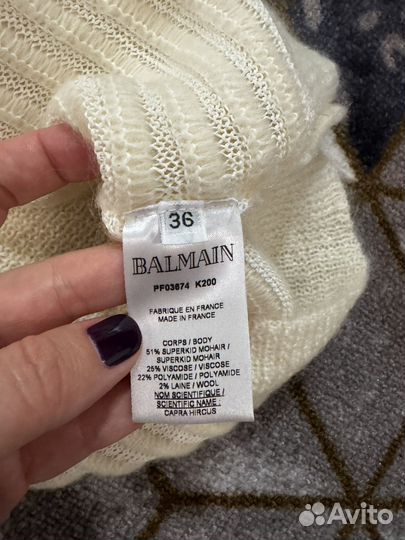 36
BALMAIN
PF03674 K200
FABRIQUE EN FRANCE
MADE IN FRANCE
CORPS / BODY
51% SUPERKID MOHAIR /
SUPERKID MOHAIR
25% VISCOSE / VISCOSE
22% POLYAMIDE / POLYAMIDE
2% LAINE / WOOL
NOM SCIENTIFIQUE /
SCIENTIFIC NAME :
CAPRA HIRCUS
Avito